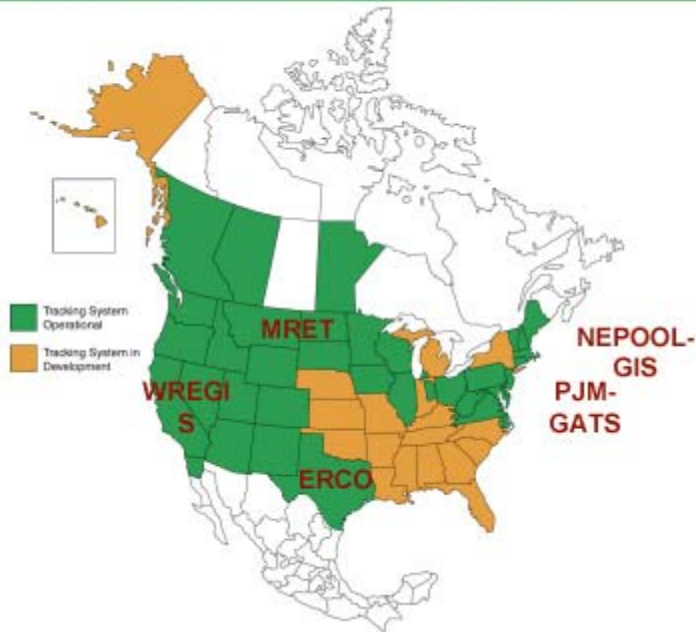 Tracking System
Operational
Tracking System in
Development
MRET
WREGI
S
ERCO
NEPOOL-
GIS
PJM-
GATS